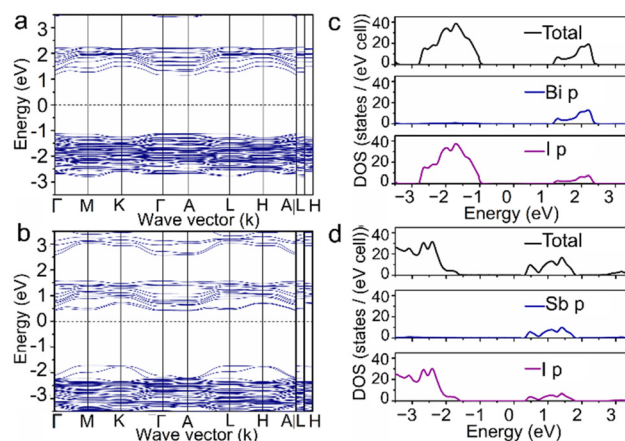 a
Energy (eV)
3
2
1
0
-1
-2
-3
Γ M K Γ A L H A|L H
Wave vector (k)
b
Energy (eV)
3
2
1
0
-1
-2
-3
Γ M K Γ A L H A|L H
Wave vector (k)
c
DOS (states / (eV cell))
40
20
0
Total
40
20
0
Bi p
40
20
0
I p
-3 -2 -1 0 1 2 3
Energy (eV)
d
DOS (states / (eV cell))
40
20
0
Total
40
20
0
Sb p
40
20
0
I p
-3 -2 -1 0 1 2 3
Energy (eV)